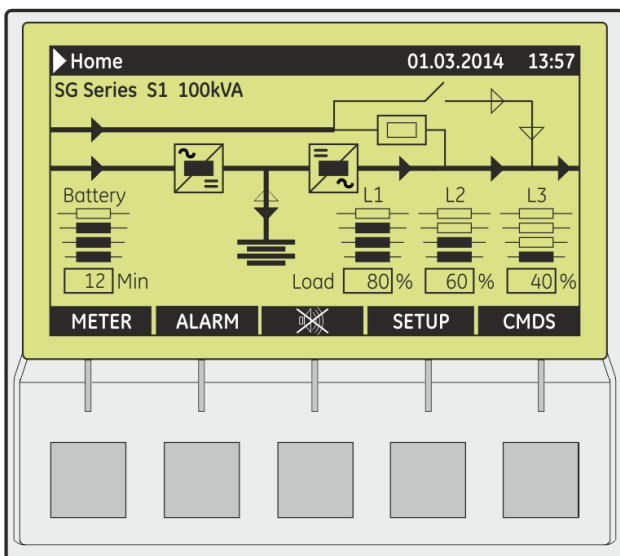 Home 01.03.2014 13:57
SG Series S1 100kVA
Battery L1 L2 L3
12 Min Load 80 % 60 % 40 %
METER ALARM SETUP CMDS